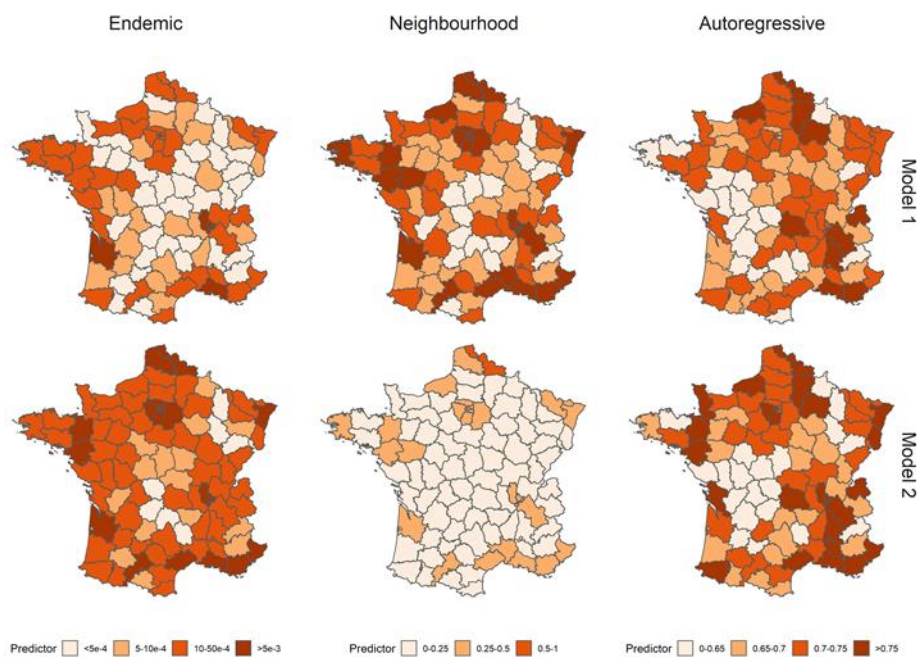 Endemic Neighbourhood Autoregressive
Model 1
Model 2
Predictor <5e-4 5-10e-4 10-50e-4 >5e-3
Predictor 0-0.25 0.25-0.5 0.5-1
Predictor 0-0.65 0.65-0.7 0.7-0.75 >0.75